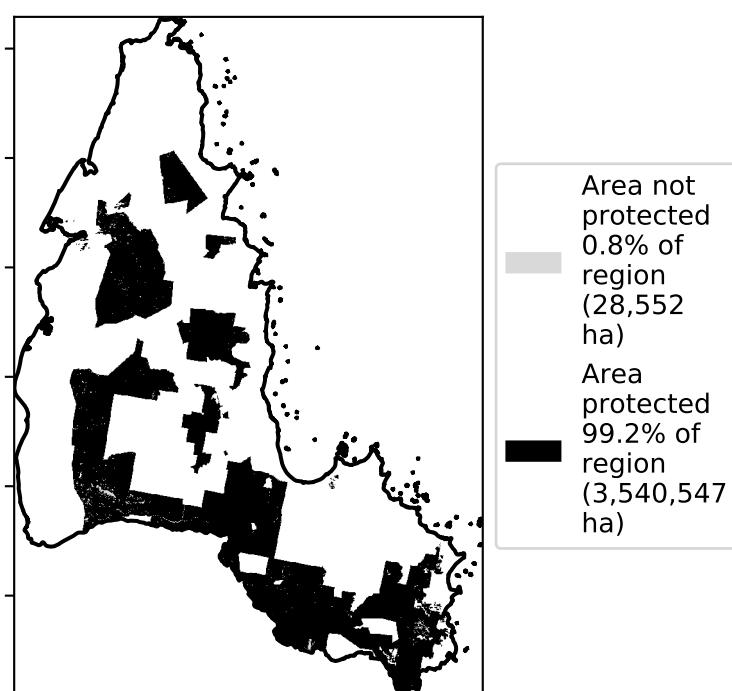 Area not
protected
0.8% of
region
(28,552
ha)
Area
protected
99.2% of
region
(3,540,547
ha)